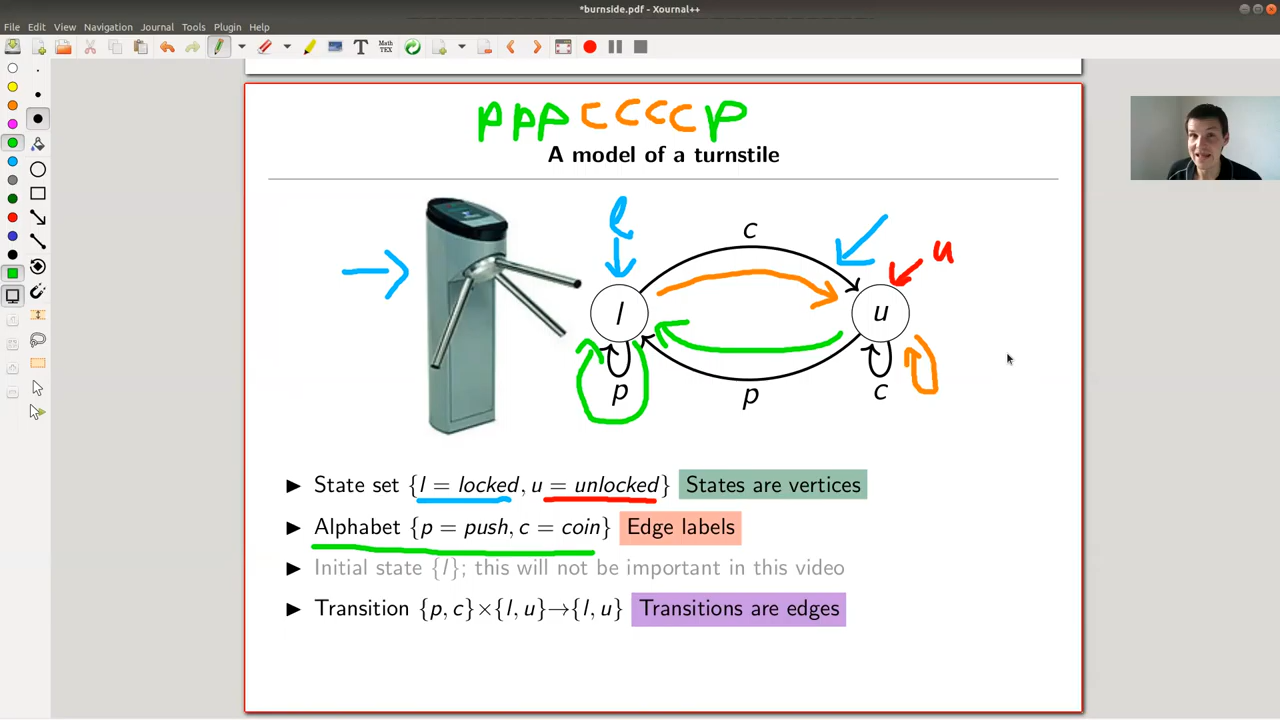 *burnside.pdf - Xournal++
File Edit View Navigation Journal Tools Plugin Help
T Math TEX
p p p c c c c p
A model of a turnstile
l
c
u
l
u
p
p
c
▶ State set {l = locked, u = unlocked} States are vertices
▶ Alphabet {p = push, c = coin} Edge labels
▶ Initial state {l}; this will not be important in this video
▶ Transition {p, c}×{l, u}→{l, u} Transitions are edges